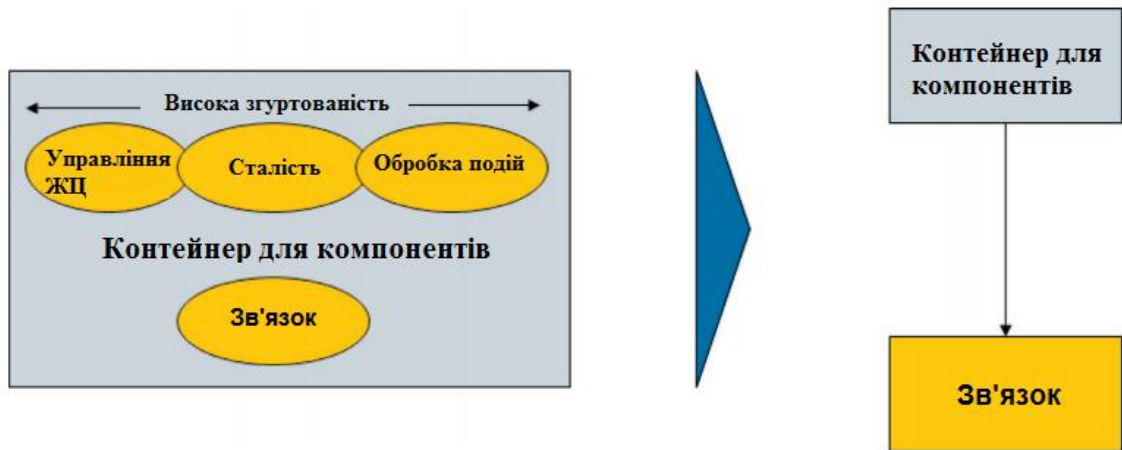 Висока згуртованість
Управління
ЖЦ
Сталість
Обробка подій
Контейнер для компонентів
Зв'язок
Контейнер для
компонентів
Зв'язок